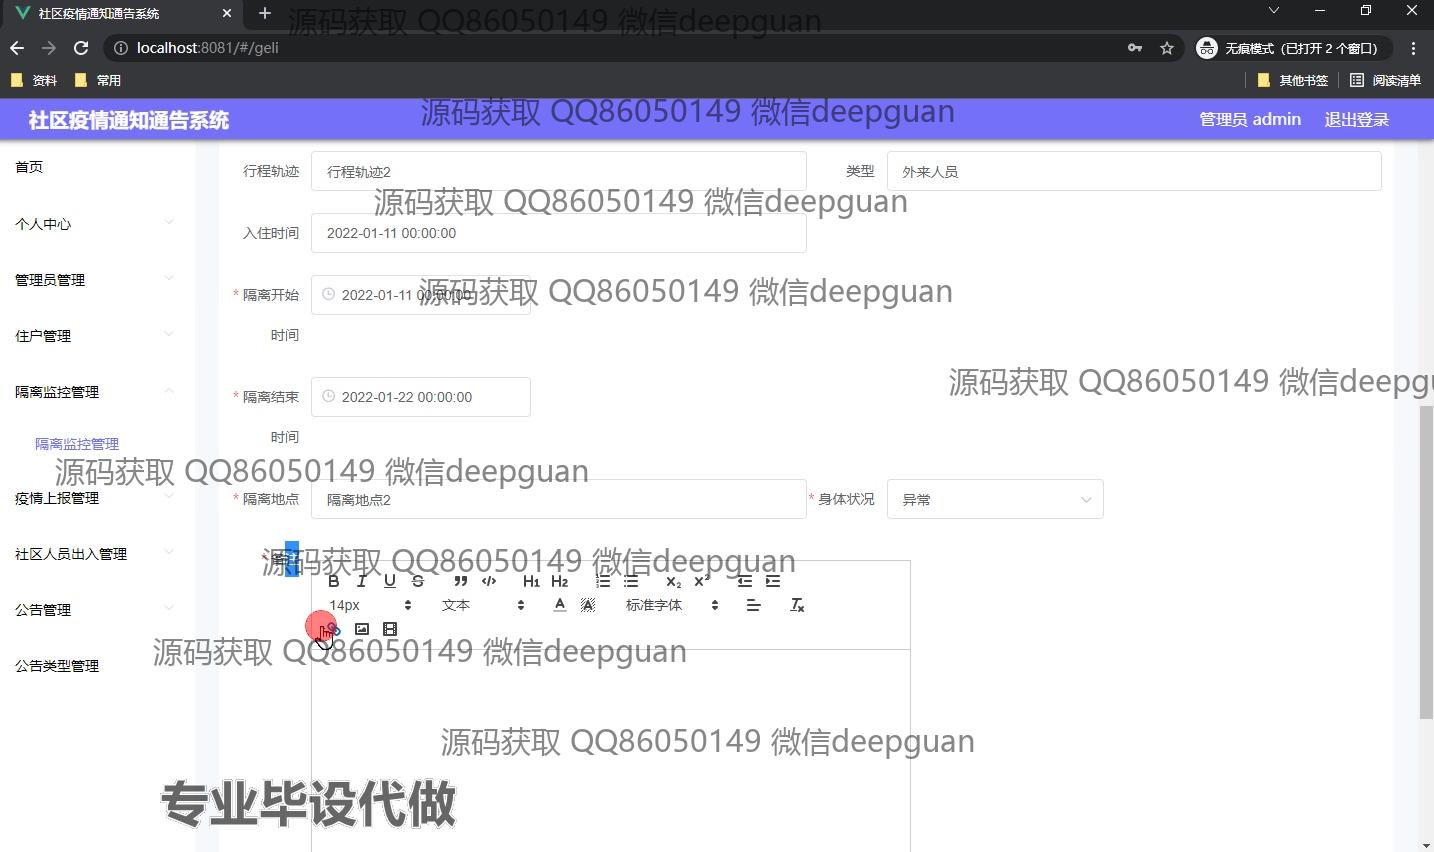 社区疫情通知通告系统
源码获取 QQ86050149 微信deepguan
localhost:8081/#/geli
无痕模式（已打开 2 个窗口）
资料
常用
其他书签
阅读清单
社区疫情通知通告系统
源码获取 QQ86050149 微信deepguan
管理员 admin
退出登录
首页
行程轨迹
行程轨迹2
类型
外来人员
源码获取 QQ86050149 微信deepguan
个人中心
入住时间
2022-01-11 00:00:00
管理员管理
* 隔离开始
2022-01-11 00:00:00
源码获取 QQ86050149 微信deepguan
时间
住户管理
源码获取 QQ86050149 微信deepgu
隔离监控管理
* 隔离结束
2022-01-22 00:00:00
时间
隔离监控管理
源码获取 QQ86050149 微信deepguan
疫情上报管理
* 隔离地点
隔离地点2
* 身体状况
异常
社区人员出入管理
源码获取 QQ86050149 微信deepguan
B I U S ” </> H1 H2 X₂ X²
14px
文本
A
A
标准字体
Tx
公告管理
源码获取 QQ86050149 微信deepguan
公告类型管理
源码获取 QQ86050149 微信deepguan
专业毕设代做